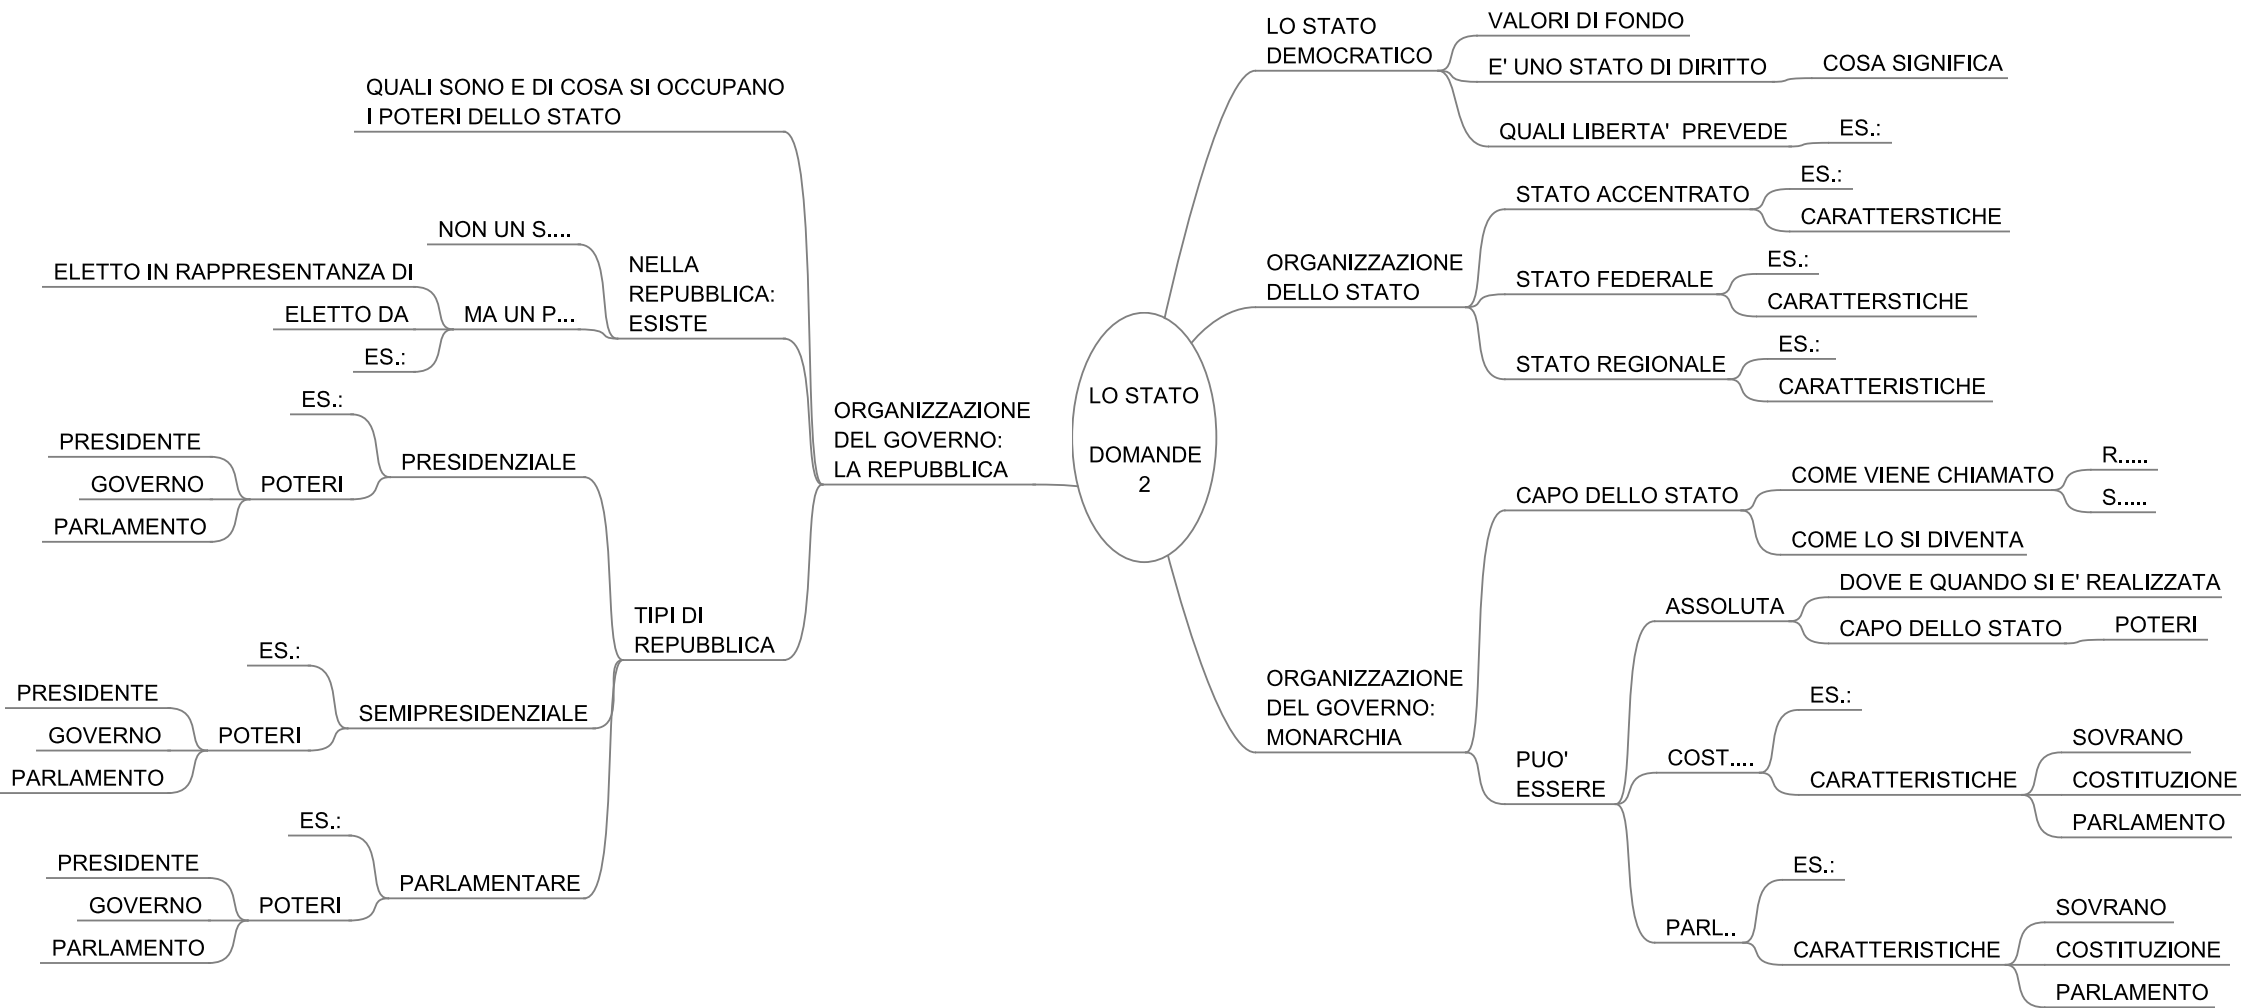 LO STATO
DOMANDE
2
LO STATO
DEMOCRATICO
VALORI DI FONDO
E' UNO STATO DI DIRITTO
COSA SIGNIFICA
QUALI LIBERTA'  PREVEDE
ES.:
ORGANIZZAZIONE
DELLO STATO
STATO ACCENTRATO
ES.:
CARATTERSTICHE
STATO FEDERALE
ES.:
CARATTERSTICHE
STATO REGIONALE
ES.:
CARATTERISTICHE
ORGANIZZAZIONE
DEL GOVERNO:
MONARCHIA
CAPO DELLO STATO
COME VIENE CHIAMATO
R.....
S.....
COME LO SI DIVENTA
PUO'
ESSERE
ASSOLUTA
DOVE E QUANDO SI E' REALIZZATA
CAPO DELLO STATO
POTERI
COST....
ES.:
CARATTERISTICHE
SOVRANO
COSTITUZIONE
PARLAMENTO
PARL..
ES.:
CARATTERISTICHE
SOVRANO
COSTITUZIONE
PARLAMENTO
ORGANIZZAZIONE
DEL GOVERNO:
LA REPUBBLICA
QUALI SONO E DI COSA SI OCCUPANO
I POTERI DELLO STATO
NELLA
REPUBBLICA:
ESISTE
NON UN S....
MA UN P...
ELETTO IN RAPPRESENTANZA DI
ELETTO DA
ES.:
TIPI DI
REPUBBLICA
PRESIDENZIALE
ES.:
POTERI
PRESIDENTE
GOVERNO
PARLAMENTO
SEMIPRESIDENZIALE
ES.:
POTERI
PRESIDENTE
GOVERNO
PARLAMENTO
PARLAMENTARE
ES.:
POTERI
PRESIDENTE
GOVERNO
PARLAMENTO